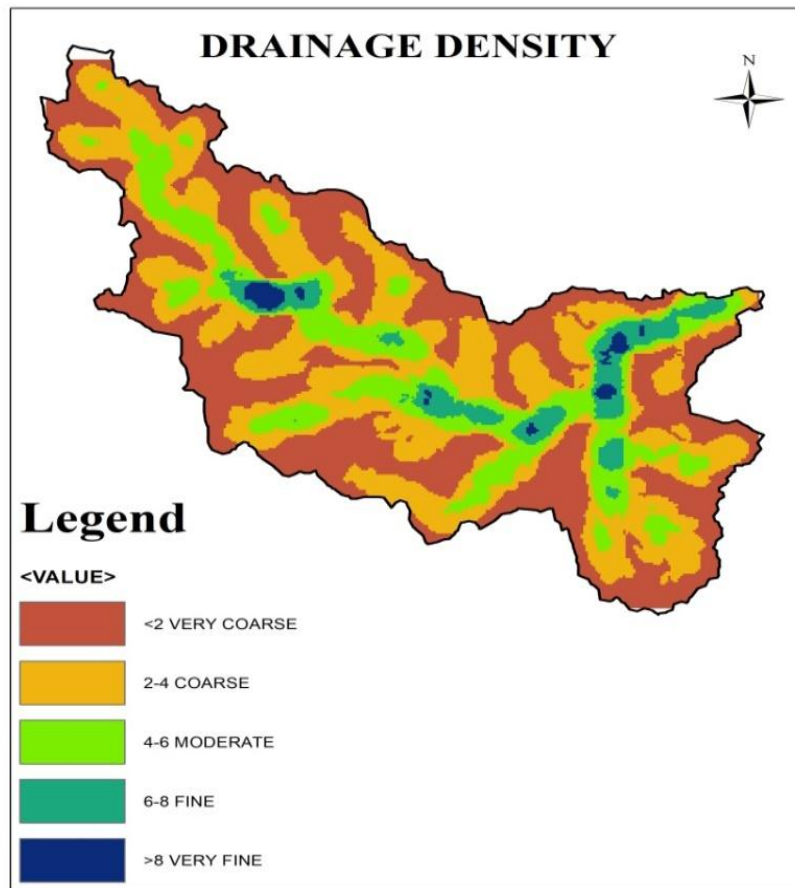 DRAINAGE DENSITY
N
Legend
<VALUE>
<2 VERY COARSE
2-4 COARSE
4-6 MODERATE
6-8 FINE
>8 VERY FINE